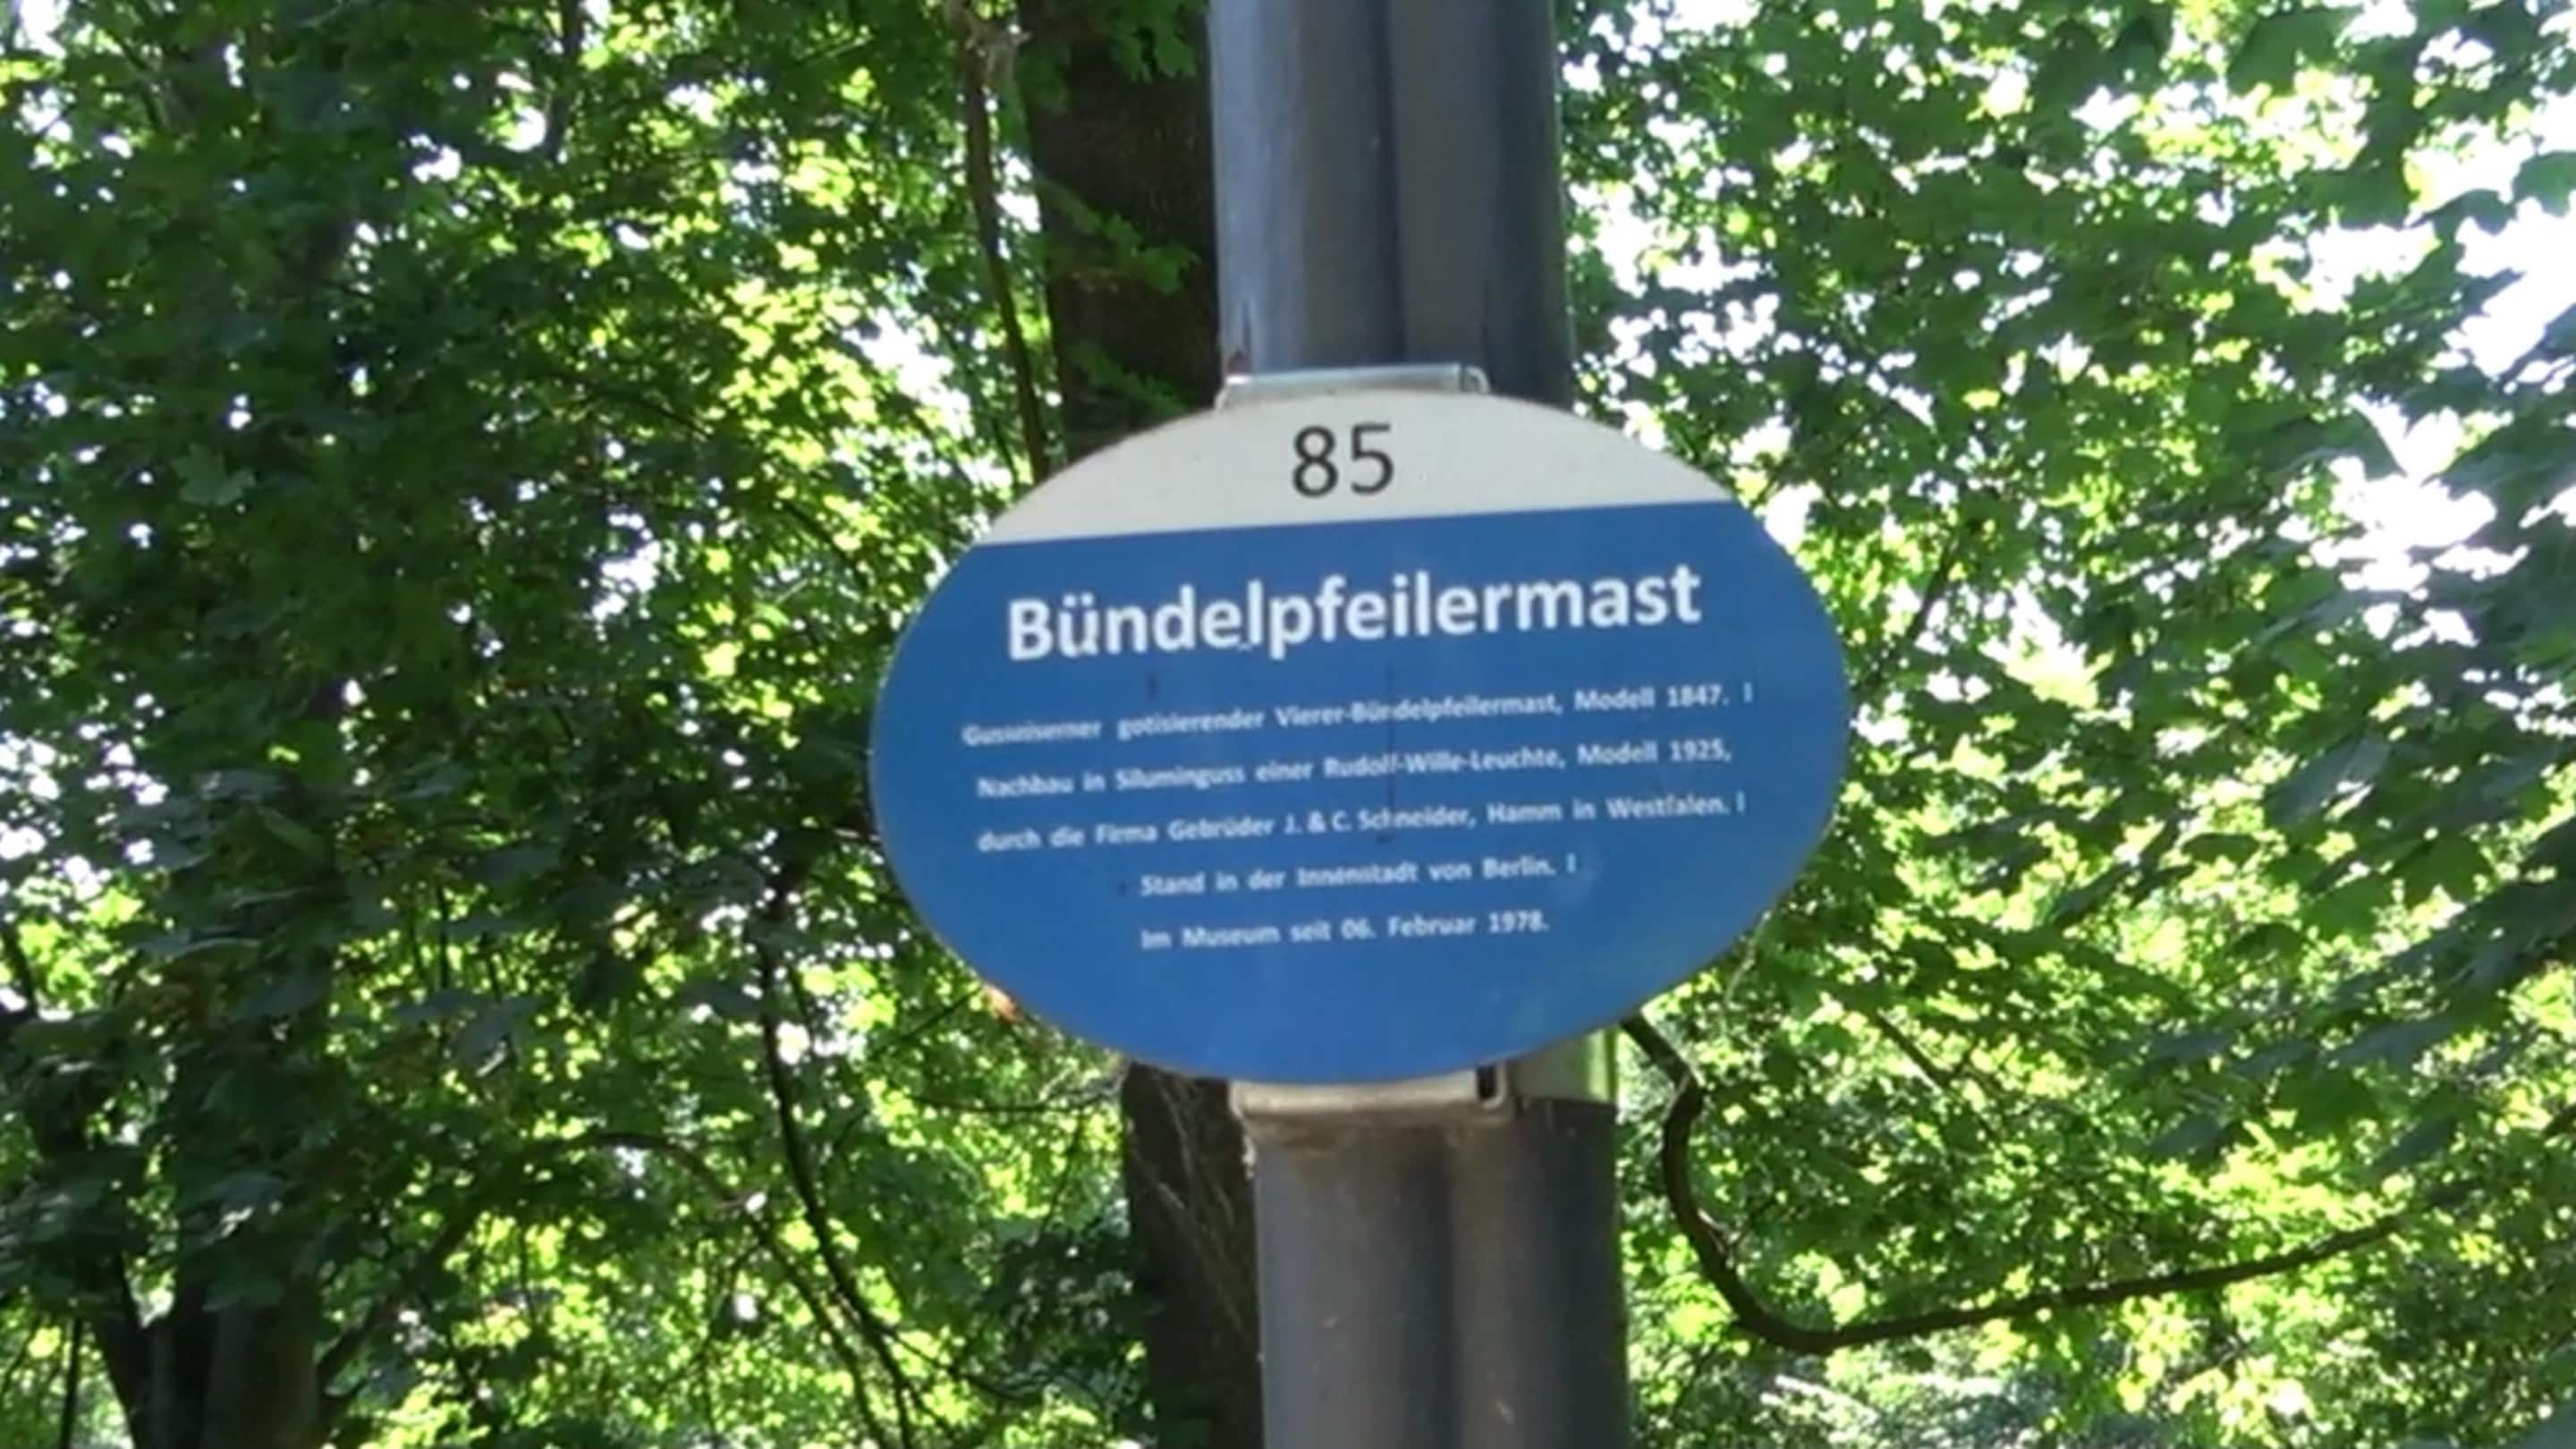 85
Bündelpfeilermast
Gusseiserner gotisierender Vierer-Bündelpfeilermast, Modell 1847. I
Nachbau in Siluminguss einer Rudolf-Wille-Leuchte, Modell 1925,
durch die Firma Gebrüder J. & C. Schneider, Hamm in Westfalen. I
Stand in der Innenstadt von Berlin. I
Im Museum seit 06. Februar 1978.